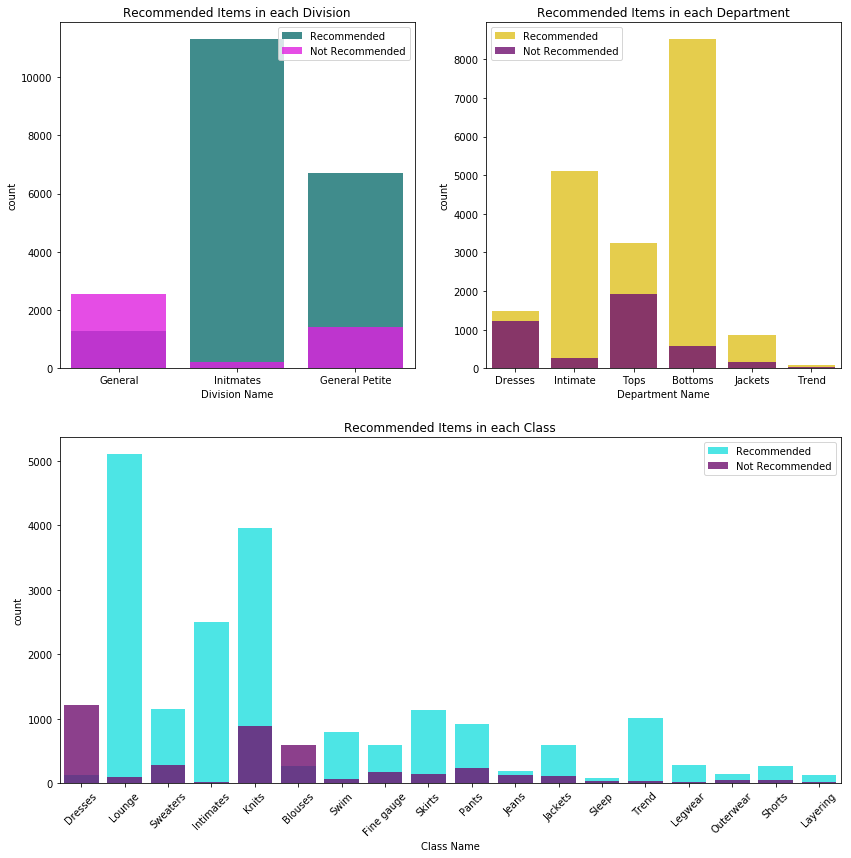 Recommended Items in each Division
Recommended
Not Recommended
10000
8000
6000
4000
2000
0
count
General
Initmates
General Petite
Division Name
Recommended Items in each Department
Recommended
Not Recommended
8000
7000
6000
5000
4000
3000
2000
1000
0
count
Dresses
Intimate
Tops
Bottoms
Jackets
Trend
Department Name
Recommended Items in each Class
Recommended
Not Recommended
5000
4000
3000
2000
1000
0
count
Dresses
Lounge
Sweaters
Intimates
Knits
Blouses
Swim
Fine gauge
Skirts
Pants
Jeans
Jackets
Sleep
Trend
Legwear
Outerwear
Shorts
Layering
Class Name